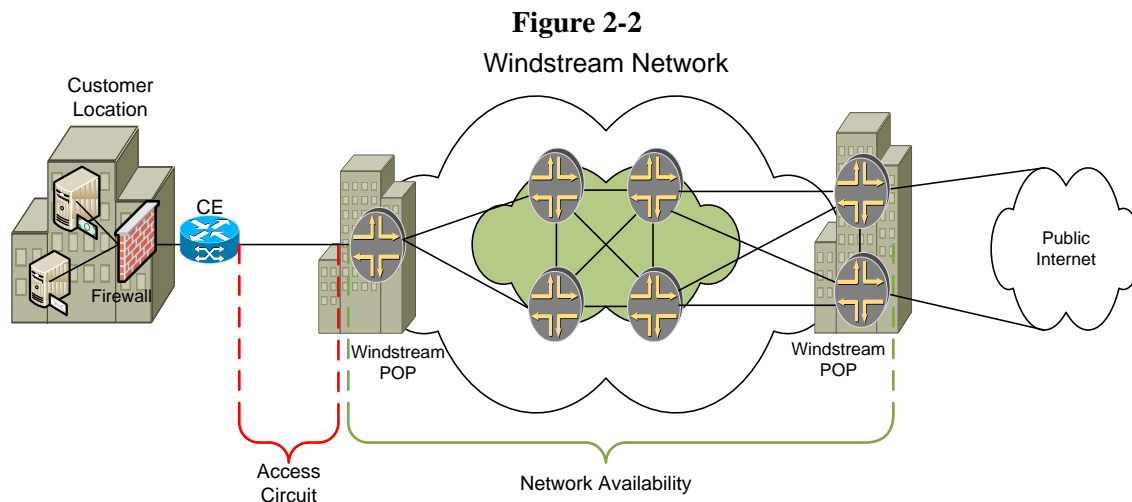 Figure 2-2
Windstream Network
Customer
Location
CE
Firewall
Windstream
POP
Windstream
POP
Public
Internet
Access
Circuit
Network Availability